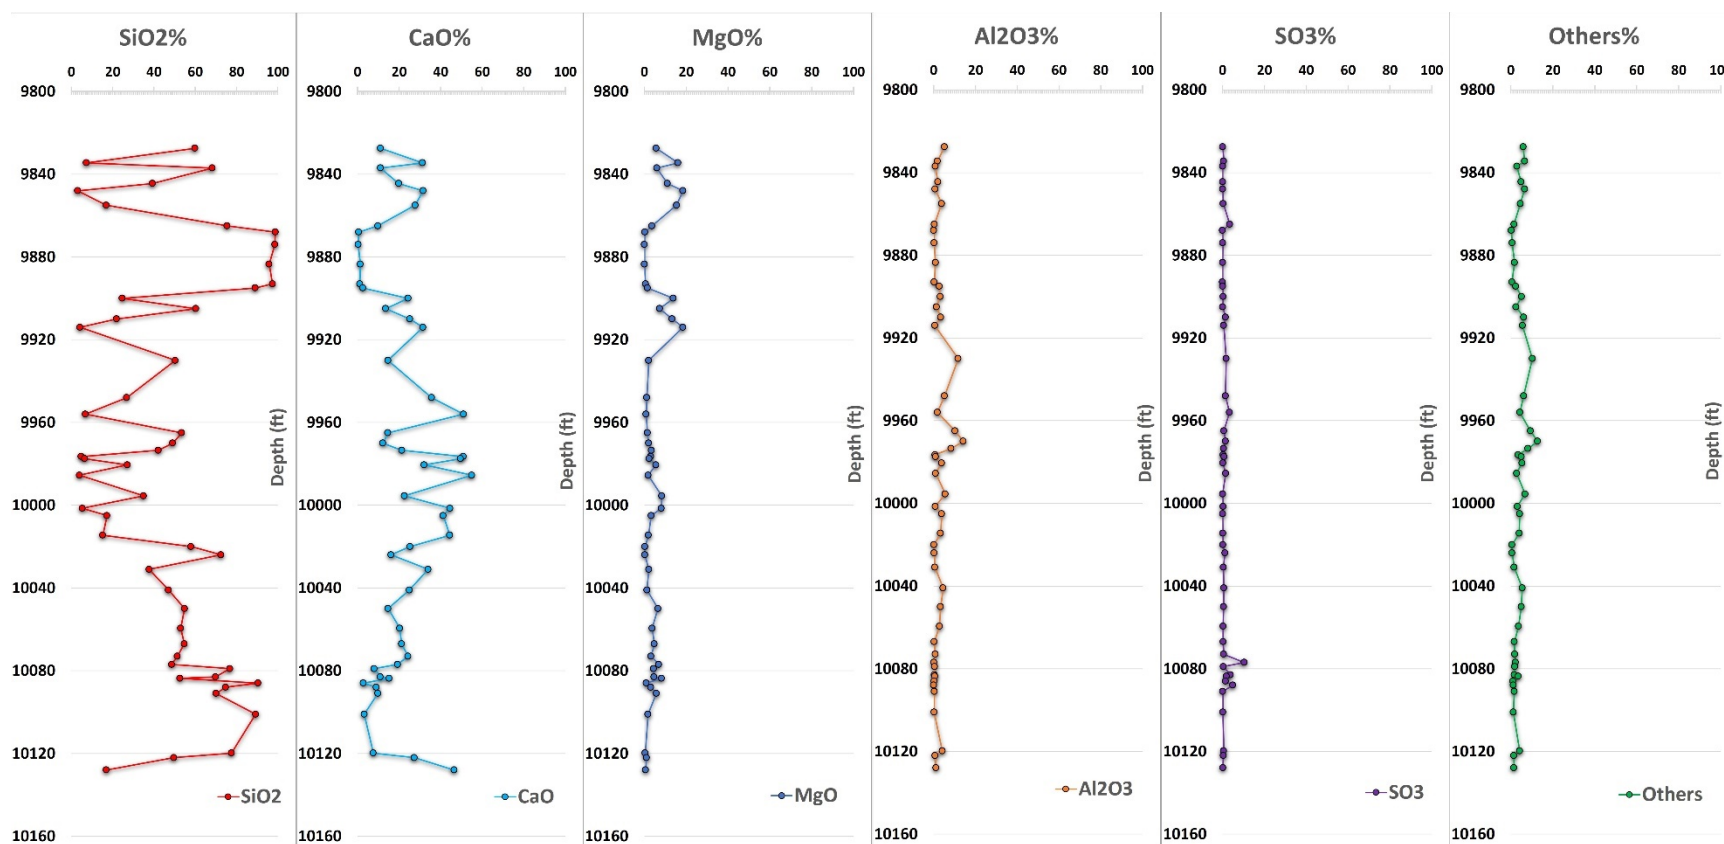 SiO2% CaO% MgO% Al2O3% SO3% Others%
0 20 40 60 80 100 0 20 40 60 80 100 0 20 40 60 80 100 0 20 40 60 80 100 0 20 40 60 80 100 0 20 40 60 80 100
9800 9800 9800 9800 9800 9800
9840 9840 9840 9840 9840 9840
9880 9880 9880 9880 9880 9880
9920 9920 9920 9920 9920 9920
9960 9960 9960 9960 9960 9960
Depth (ft) Depth (ft) Depth (ft) Depth (ft) Depth (ft) Depth (ft)
10000 10000 10000 10000 10000 10000
10040 10040 10040 10040 10040 10040
10080 10080 10080 10080 10080 10080
10120 10120 10120 10120 10120 10120
SiO2 CaO MgO Al2O3 SO3 Others
10160 10160 10160 10160 10160 10160